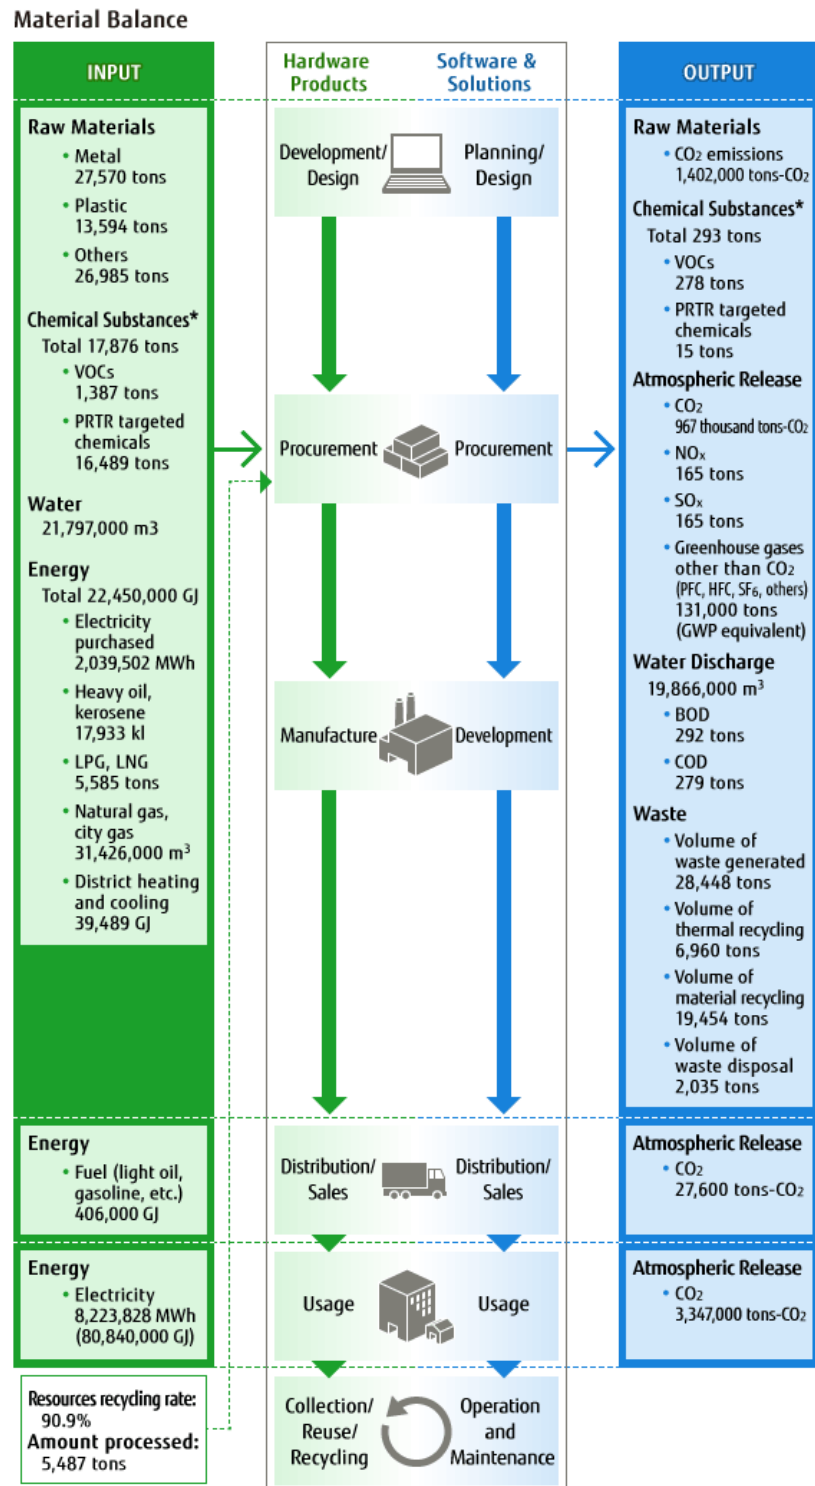 Material Balance
INPUT
Raw Materials
• Metal
27,570 tons
• Plastic
13,594 tons
• Others
26,985 tons
Chemical Substances*
Total 17,876 tons
• VOCs
1,387 tons
• PRTR targeted
chemicals
16,489 tons
Water
21,797,000 m3
Energy
Total 22,450,000 GJ
• Electricity
purchased
2,039,502 MWh
• Heavy oil,
kerosene
17,933 kl
• LPG, LNG
5,585 tons
• Natural gas,
city gas
31,426,000 m³
• District heating
and cooling
39,489 GJ
Energy
• Fuel (light oil,
gasoline, etc.)
406,000 GJ
Energy
• Electricity
8,223,828 MWh
(80,840,000 GJ)
Resources recycling rate:
90.9%
Amount processed:
5,487 tons
Hardware
Products
Software &
Solutions
Development/
Design
Planning/
Design
Procurement
Procurement
Manufacture
Development
Distribution/
Sales
Distribution/
Sales
Usage
Usage
Collection/
Reuse/
Recycling
Operation
and
Maintenance
OUTPUT
Raw Materials
• CO₂ emissions
1,402,000 tons-CO₂
Chemical Substances*
Total 293 tons
• VOCs
278 tons
• PRTR targeted
chemicals
15 tons
Atmospheric Release
• CO₂
967 thousand tons-CO₂
• NOₓ
165 tons
• SOₓ
165 tons
• Greenhouse gases
other than CO₂
(PFC, HFC, SF₆, others)
131,000 tons
(GWP equivalent)
Water Discharge
19,866,000 m³
• BOD
292 tons
• COD
279 tons
Waste
• Volume of
waste generated
28,448 tons
• Volume of
thermal recycling
6,960 tons
• Volume of
material recycling
19,454 tons
• Volume of
waste disposal
2,035 tons
Atmospheric Release
• CO₂
27,600 tons-CO₂
Atmospheric Release
• CO₂
3,347,000 tons-CO₂